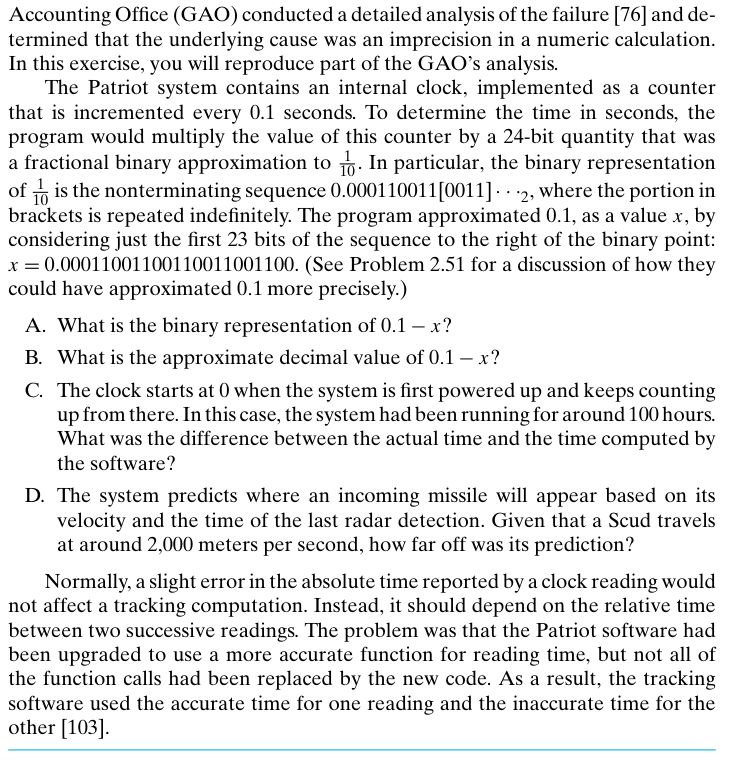 Accounting Office (GAO) conducted a detailed analysis of the failure [76] and de-
termined that the underlying cause was an imprecision in a numeric calculation.
In this exercise, you will reproduce part of the GAO's analysis.
The Patriot system contains an internal clock, implemented as a counter
that is incremented every 0.1 seconds. To determine the time in seconds, the
program would multiply the value of this counter by a 24-bit quantity that was
a fractional binary approximation to 1/10. In particular, the binary representation
of 1/10 is the nonterminating sequence 0.000110011[0011] · · ·₂, where the portion in
brackets is repeated indefinitely. The program approximated 0.1, as a value x, by
considering just the first 23 bits of the sequence to the right of the binary point:
x = 0.00011001100110011001100. (See Problem 2.51 for a discussion of how they
could have approximated 0.1 more precisely.)
A. What is the binary representation of 0.1 – x?
B. What is the approximate decimal value of 0.1 – x?
C. The clock starts at 0 when the system is first powered up and keeps counting
up from there. In this case, the system had been running for around 100 hours.
What was the difference between the actual time and the time computed by
the software?
D. The system predicts where an incoming missile will appear based on its
velocity and the time of the last radar detection. Given that a Scud travels
at around 2,000 meters per second, how far off was its prediction?
Normally, a slight error in the absolute time reported by a clock reading would
not affect a tracking computation. Instead, it should depend on the relative time
between two successive readings. The problem was that the Patriot software had
been upgraded to use a more accurate function for reading time, but not all of
the function calls had been replaced by the new code. As a result, the tracking
software used the accurate time for one reading and the inaccurate time for the
other [103].